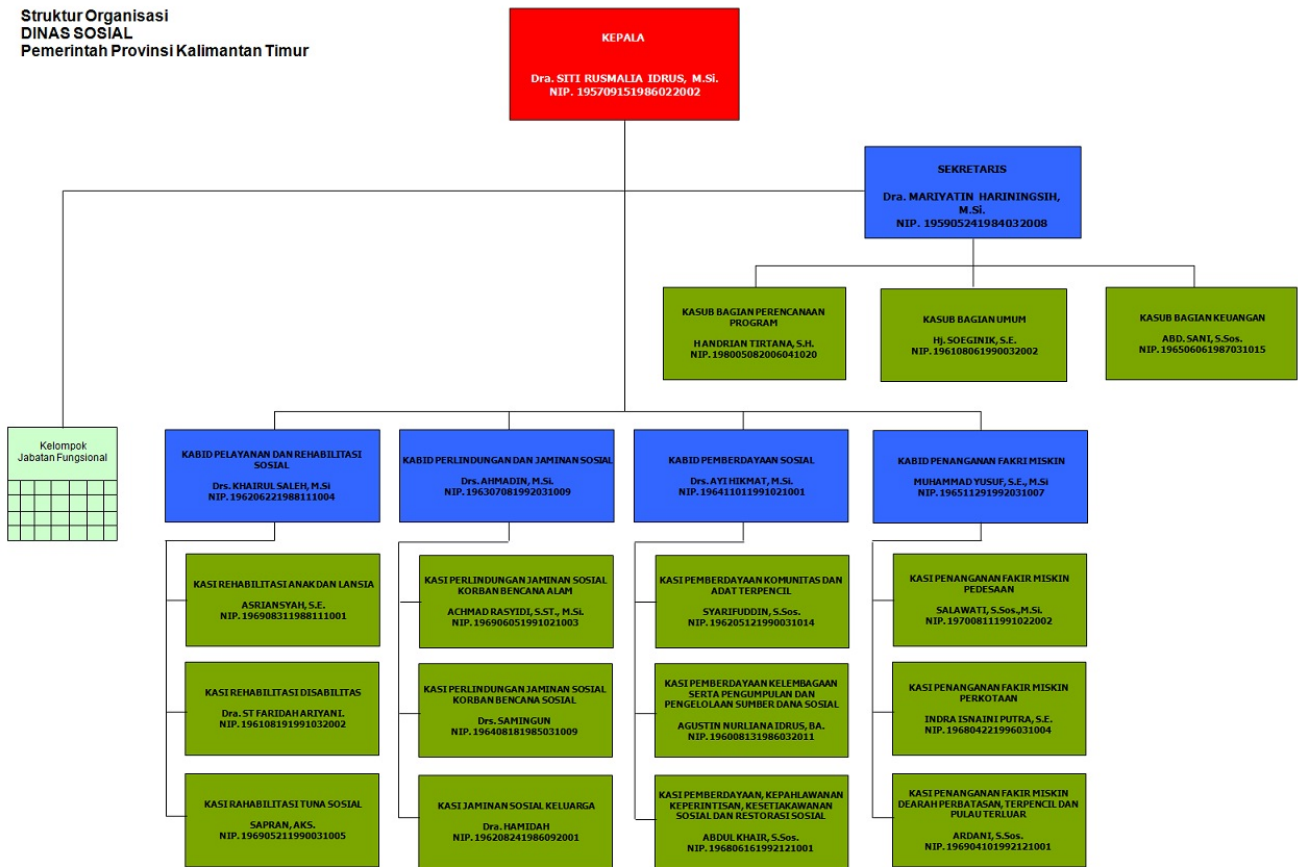 Struktur Organisasi
DINAS SOSIAL
Pemerintah Provinsi Kalimantan Timur
KEPALA
Dra. SITI RUSMALIA IDRUS, M.Si.
NIP. 195709151986022002
SEKRETARIS
Dra. MARIYATIN HARININGSIH,
M.Si.
NIP. 195905241984032008
KASUB BAGIAN PERENCANAAN
PROGRAM
HANDRIAN TIRTANA, S.H.
NIP. 198005082006041020
KASUB BAGIAN UMUM
Hj. SOEGINIK, S.E.
NIP. 196108061990032002
KASUB BAGIAN KEUANGAN
ABD. SANI, S.Sos.
NIP. 196506061987031015
Kelompok
Jabatan Fungsional
KABID PELAYANAN DAN REHABILITASI
SOSIAL
Drs. KHAIRUL SALEH, M.Si
NIP. 196206221988111004
KABID PERLINDUNGAN DAN JAMINAN SOSIAL
Drs. AHMADIN, M.Si.
NIP. 196307081992031009
KABID PEMBERDAYAAN SOSIAL
Drs. AYI HIKMAT, M.Si.
NIP. 196411011991021001
KABID PENANGANAN FAKRI MISKIN
MUHAMMAD YUSUF, S.E., M.Si
NIP. 196511291992031007
KASI REHABILITASI ANAK DAN LANSIA
ASRIANSYAH, S.E.
NIP. 196908311988111001
KASI PERLINDUNGAN JAMINAN SOSIAL
KORBAN BENCANA ALAM
ACHMAD RASYIDI, S.ST., M.Si.
NIP. 196906051991021003
KASI PEMBERDAYAAN KOMUNITAS DAN
ADAT TERPENCIL
SYARIFUDDIN, S.Sos.
NIP. 196205121990031014
KASI PENANGANAN FAKIR MISKIN
PEDESAAN
SALAWATI, S.Sos.,M.Si.
NIP. 197008111991022002
KASI REHABILITASI DISABILITAS
Dra. ST FARIDAH ARIYANI.
NIP. 196108191991032002
KASI PERLINDUNGAN JAMINAN SOSIAL
KORBAN BENCANA SOSIAL
Drs. SAMINGUN
NIP. 196408181985031009
KASI PEMBERDAYAAN KELEMBAGAAN
SERTA PENGUMPULAN DAN
PENGELOLAAN SUMBER DANA SOSIAL
AGUSTIN NURLIANA IDRUS, BA.
NIP. 196008131986032011
KASI PENANGANAN FAKIR MISKIN
PERKOTAAN
INDRA ISNAINI PUTRA, S.E.
NIP. 196804221996031004
KASI RAHABILITASI TUNA SOSIAL
SAPRAN, AKS.
NIP. 196905211990031005
KASI JAMINAN SOSIAL KELUARGA
Dra. HAMIDAH
NIP. 196208241986092001
KASI PEMBERDAYAAN, KEPAHLAWANAN
KEPERINTISAN, KESETIAKAWANAN
SOSIAL DAN RESTORASI SOSIAL
ABDUL KHAIR, S.Sos.
NIP. 196806161992121001
KASI PENANGANAN FAKIR MISKIN
DEARAH PERBATASAN, TERPENCIL DAN
PULAU TERLUAR
ARDANI, S.Sos.
NIP. 196904101992121001